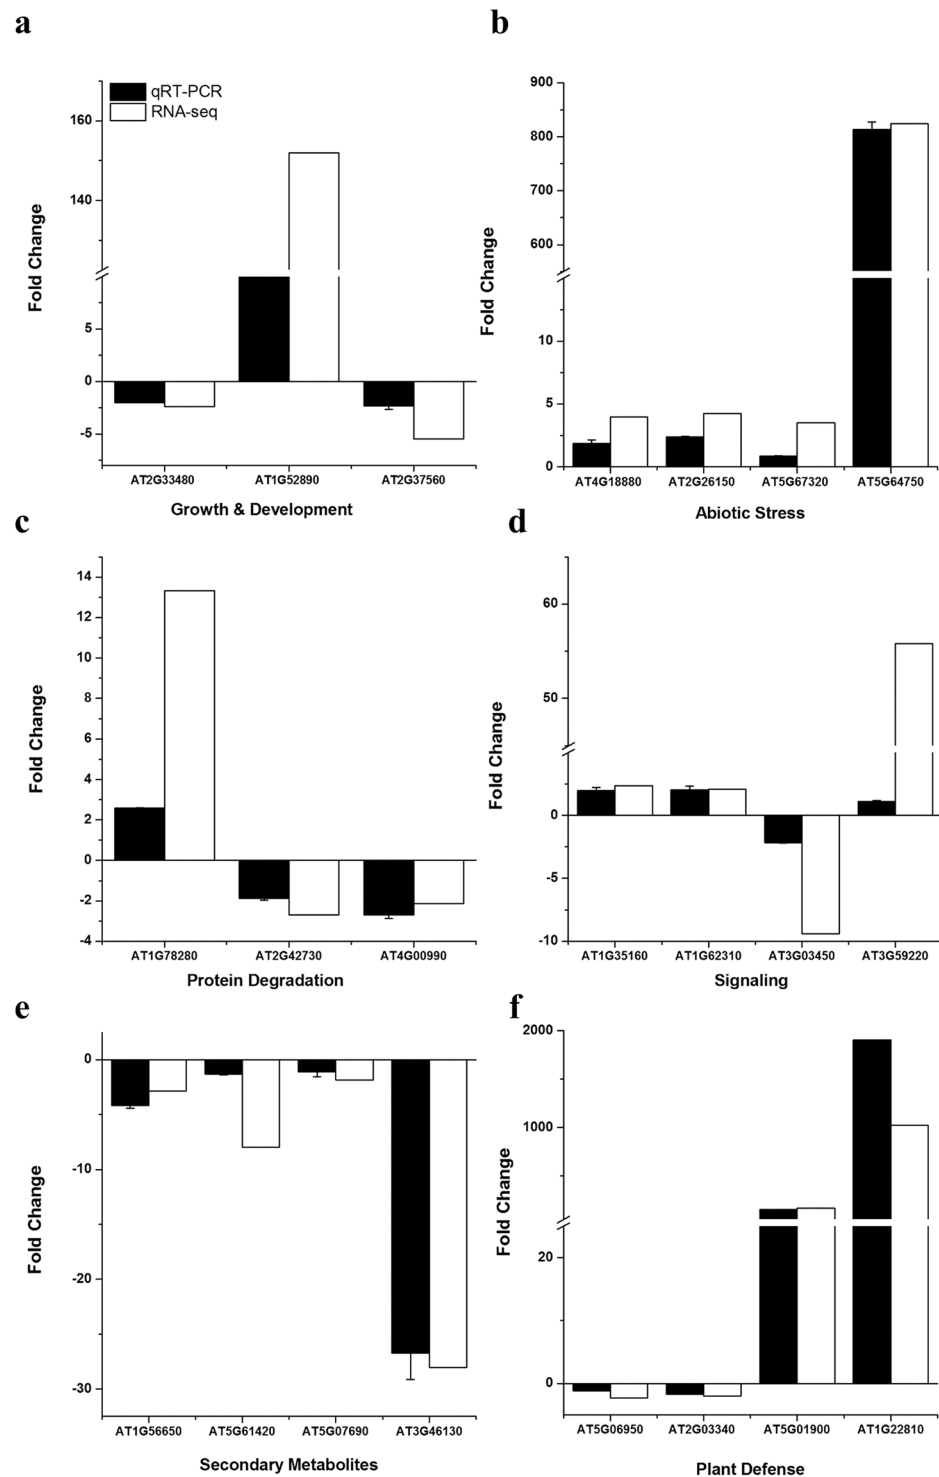 a
qRT-PCR
RNA-seq
160
140
5
0
-5
Fold Change
AT2G33480 AT1G52890 AT2G37560
Growth & Development
b
900
800
700
600
10
5
0
Fold Change
AT4G18880 AT2G26150 AT5G67320 AT5G64750
Abiotic Stress
c
14
12
10
8
6
4
2
0
-2
-4
Fold Change
AT1G78280 AT2G42730 AT4G00990
Protein Degradation
d
60
50
0
-5
-10
Fold Change
AT1G35160 AT1G62310 AT3G03450 AT3G59220
Signaling
e
0
-10
-20
-30
Fold Change
AT1G56650 AT5G61420 AT5G07690 AT3G46130
Secondary Metabolites
f
2000
1000
20
0
Fold Change
AT5G06950 AT2G03340 AT5G01900 AT1G22810
Plant Defense